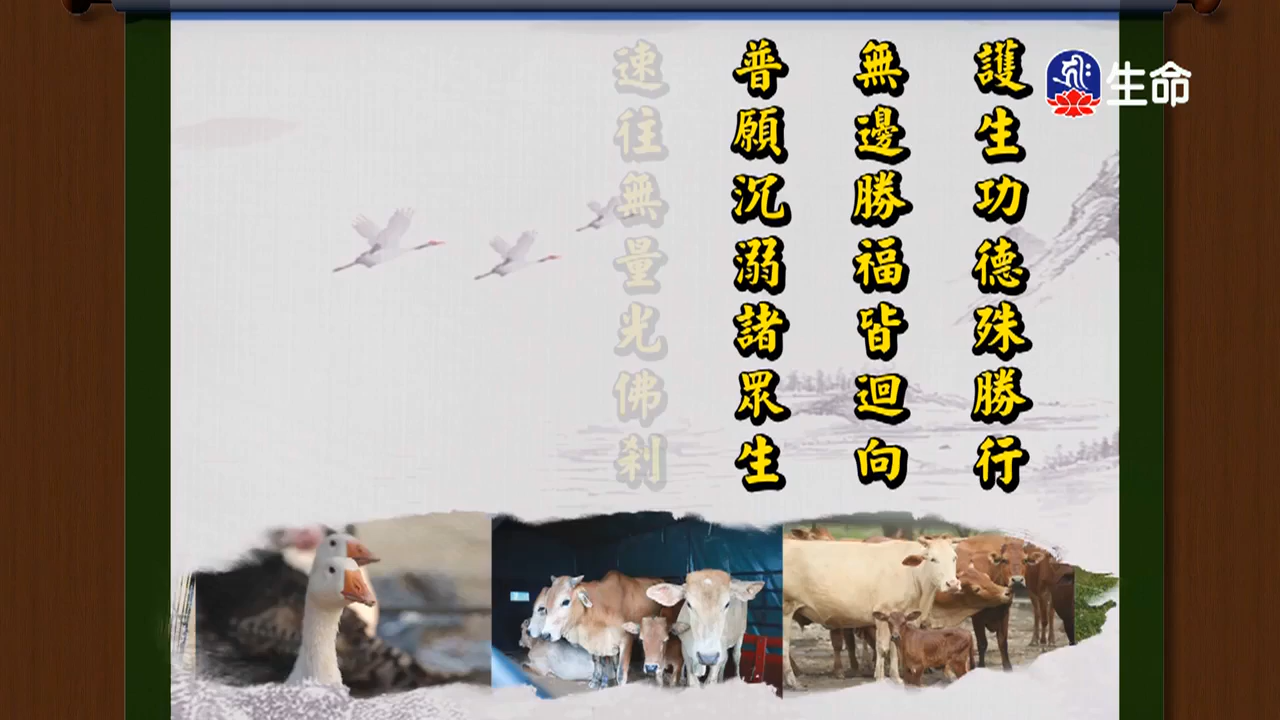 護生功德殊勝行
無邊勝福皆迴向
普願沉溺諸眾生
速往無量光佛剎
生命